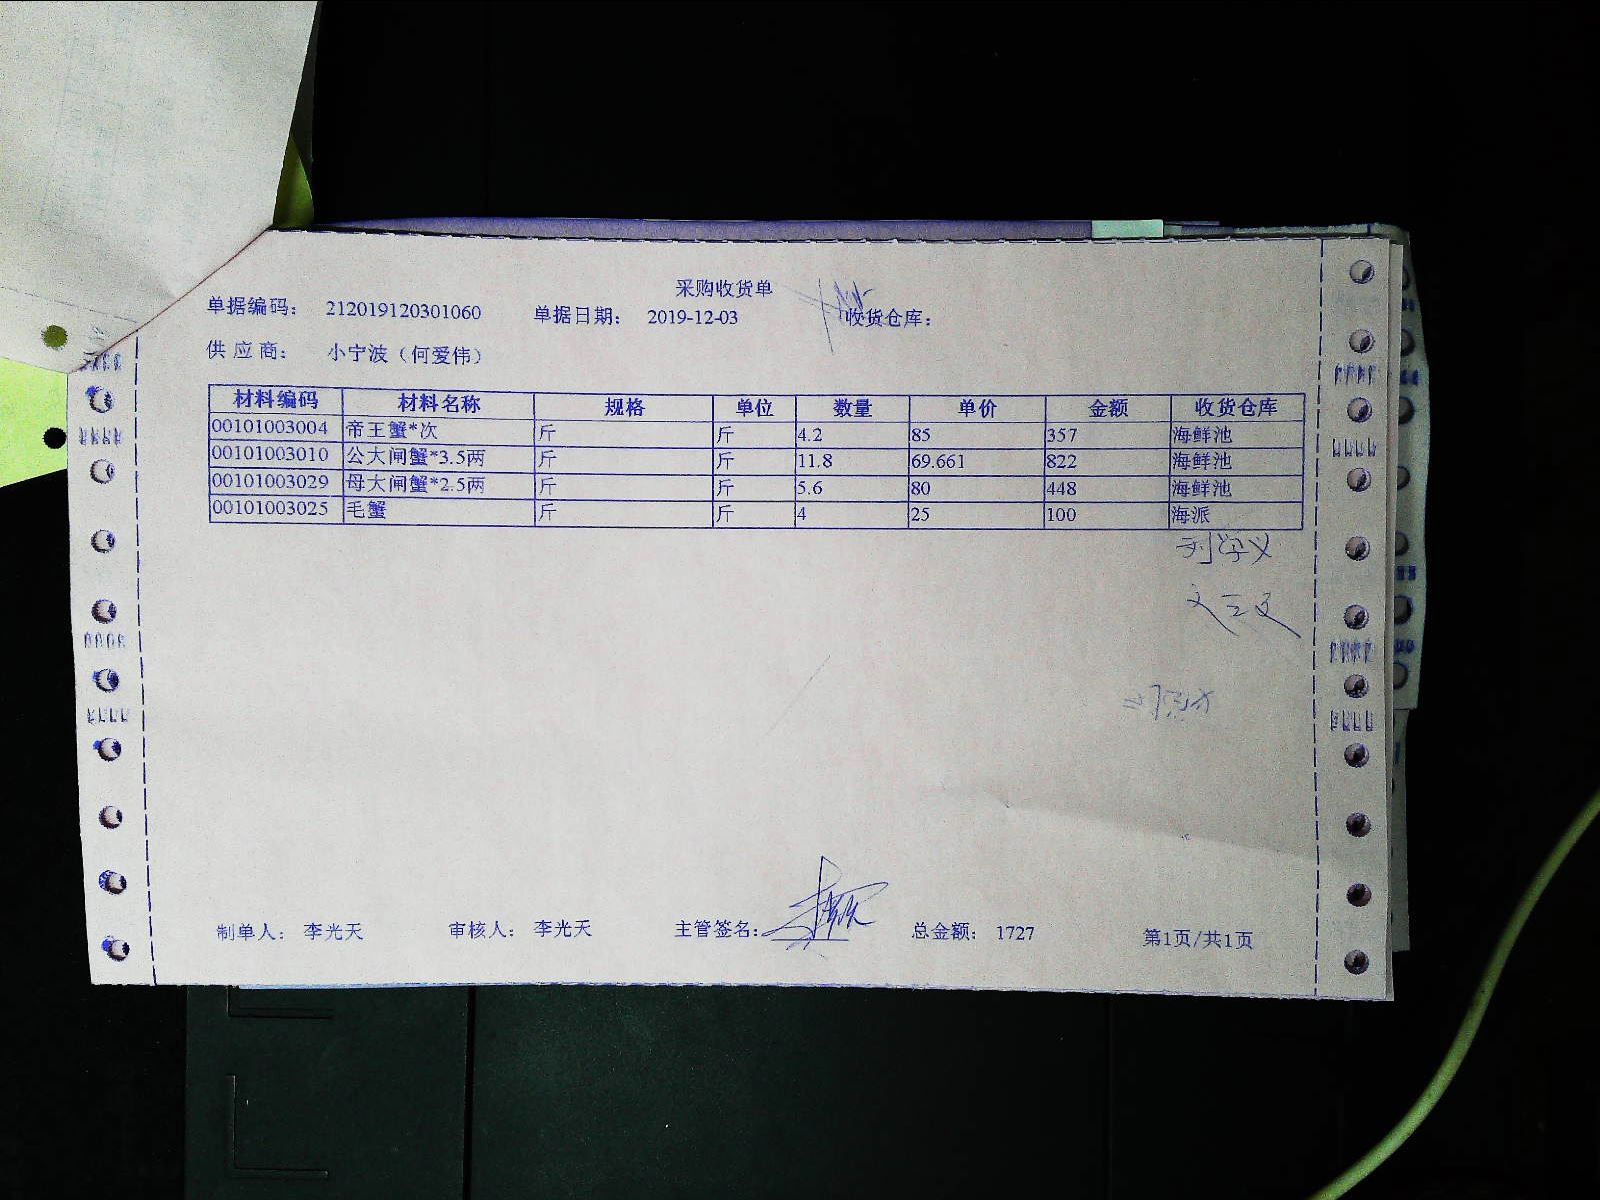 采购收货单
单据编码： 212019120301060 单据日期： 2019-12-03 收货仓库：
供 应 商： 小宁波（何爱伟）
材料编码 材料名称 规格 单位 数量 单价 金额 收货仓库
00101003004 帝王蟹*次 斤 斤 4.2 85 357 海鲜池
00101003010 公大闸蟹*3.5两 斤 斤 11.8 69.661 822 海鲜池
00101003029 母大闸蟹*2.5两 斤 斤 5.6 80 448 海鲜池
00101003025 毛蟹 斤 斤 4 25 100 海派
制单人： 李光天 审核人： 李光天 主管签名： 总金额： 1727 第1页/共1页